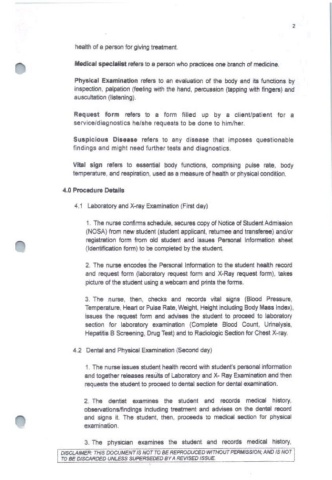 2
health of a person for giving treatment.
Medical specialist refers to a person who practices one branch of medicine.
Physical Examination refers to an evaluation of the body and its functions by
inspection, palpation (feeling with the hand, percussion (tapping with fingers) and
auscultation (listening).
Request form refers to a form filled up by a client/patient for a
service/diagnostics he/she requests to be done to him/her.
Suspicious Disease refers to any disease that imposes questionable
findings and might need further tests and diagnostics.
Vital sign refers to essential body functions, comprising pulse rate, body
temperature, and respiration, used as a measure of health or physical condition.
4.0 Procedure Details
4.1 Laboratory and X-ray Examination (First day)
1. The nurse confirms schedule, secures copy of Notice of Student Admission
(NOSA) from new student (student applicant, returnee and transferee) and/or
registration form from old student and issues Personal Information sheet
(Identification form) to be completed by the student.
2. The nurse encodes the Personal Information to the student health record
and request form (laboratory request form and X-Ray request form), takes
picture of the student using a webcam and prints the forms.
3. The nurse, then, checks and records vital signs (Blood Pressure,
Temperature, Heart or Pulse Rate, Weight, Height including Body Mass Index),
issues the request form and advises the student to proceed to laboratory
section for laboratory examination (Complete Blood Count, Urinalysis,
Hepatitis B Screening, Drug Test) and to Radiologic Section for Chest X-ray.
4.2 Dental and Physical Examination (Second day)
1. The nurse issues student health record with student's personal information
and together releases results of Laboratory and X- Ray Examination and then
requests the student to proceed to dental section for dental examination.
2. The dentist examines the student and records medical history,
observations/findings including treatment and advises on the dental record
and signs it. The student, then, proceeds to medical section for physical
examination.
3. The physician examines the student and records medical history,
DISCLAIMER: THIS DOCUMENT IS NOT TO BE REPRODUCED WITHOUT PERMISSION, AND IS NOT
TO BE DISCARDED UNLESS SUPERSEDED BY A REVISED ISSUE.